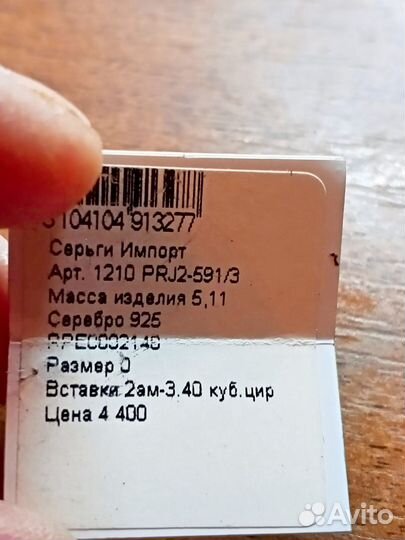 104104 913277
Серьги Импорт
Арт. 1210 PRJ2-591/3
Масса изделия 5,11
Серебро 925
Размер 0
Вставки 2ам-3.40 куб.цир
Цена 4 400
Avito